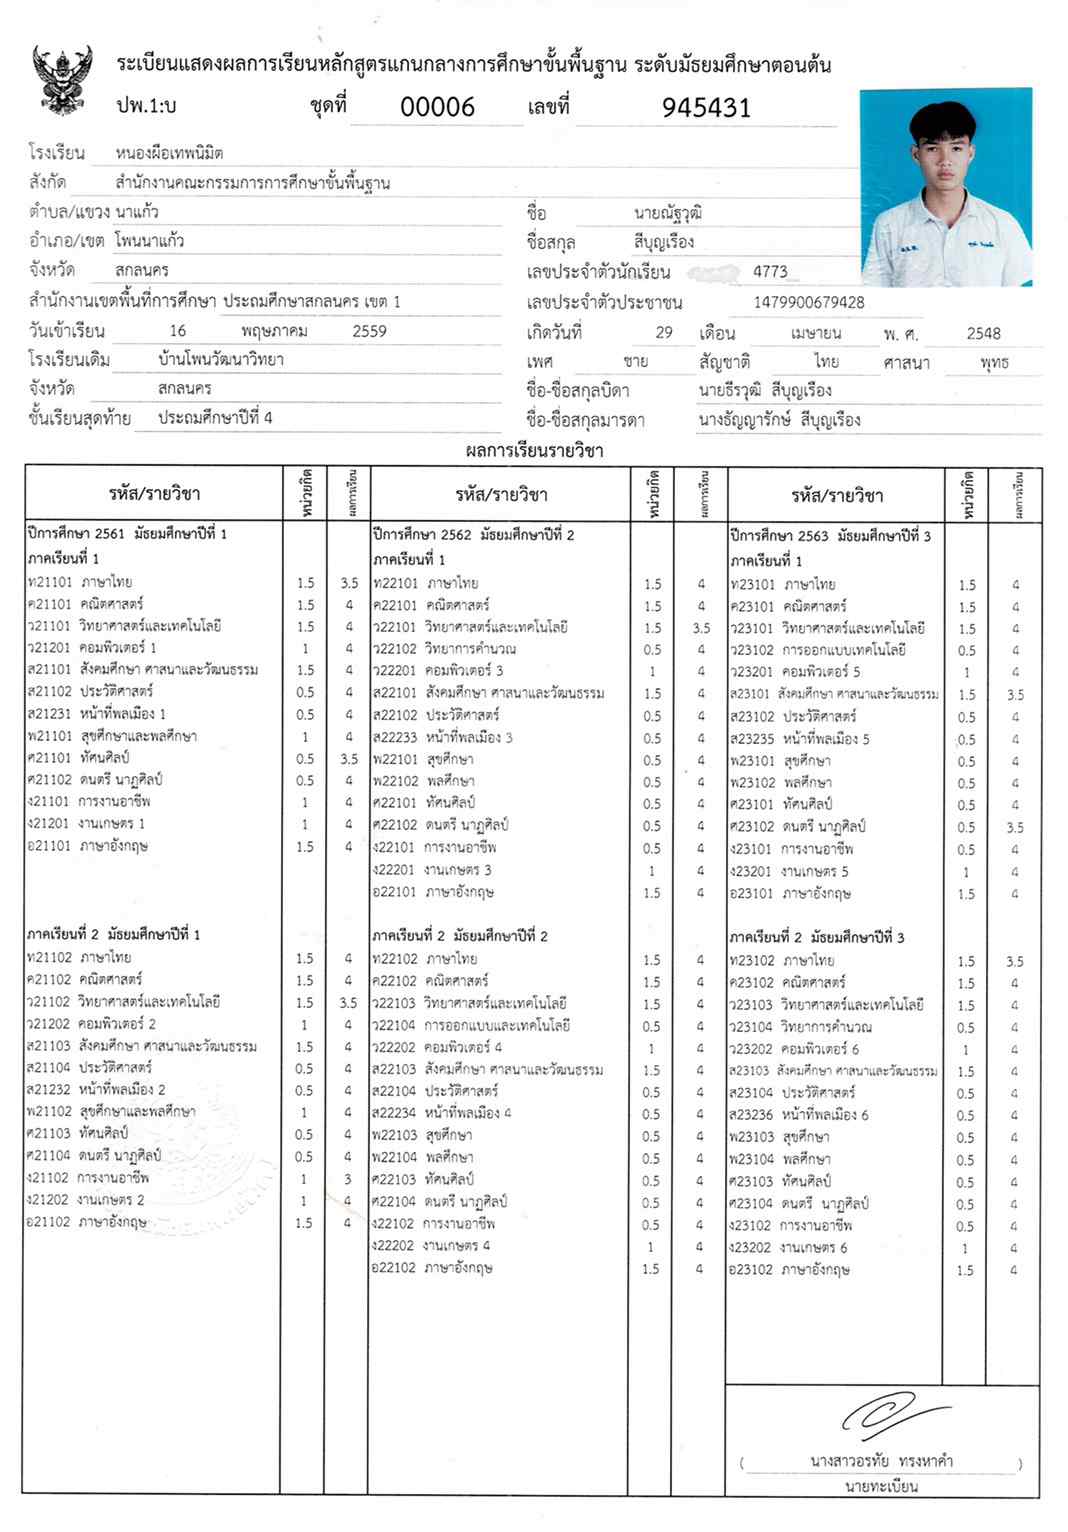 ระเบียนแสดงผลการเรียนหลักสูตรแกนกลางการศึกษาขั้นพื้นฐาน ระดับมัธยมศึกษาตอนต้น
ปพ.1:บ ชุดที่ 00006 เลขที่ 945431
โรงเรียน หนองผือเทพนิมิต
สังกัด สำนักงานคณะกรรมการการศึกษาขั้นพื้นฐาน
ตำบล/แขวง นาแก้ว
อำเภอ/เขต โพนนาแก้ว
จังหวัด สกลนคร
สำนักงานเขตพื้นที่การศึกษา ประถมศึกษาสกลนคร เขต 1
วันเข้าเรียน 16 พฤษภาคม 2559
โรงเรียนเดิม บ้านโพนวัฒนาวิทยา
จังหวัด สกลนคร
ชั้นเรียนสุดท้าย ประถมศึกษาปีที่ 4
ชื่อ นายณัฐวุฒิ
ชื่อสกุล สีบุญเรือง
เลขประจำตัวนักเรียน 4773
เลขประจำตัวประชาชน 1479900679428
เกิดวันที่ 29 เดือน เมษายน พ. ศ. 2548
เพศ ชาย สัญชาติ ไทย ศาสนา พุทธ
ชื่อ-ชื่อสกุลบิดา นายธีรวุฒิ สีบุญเรือง
ชื่อ-ชื่อสกุลมารดา นางธัญญารักษ์ สีบุญเรือง
ผลการเรียนรายวิชา
รหัส/รายวิชา หน่วยกิต ผลการเรียน
ปีการศึกษา 2561 มัธยมศึกษาปีที่ 1
ภาคเรียนที่ 1
ท21101 ภาษาไทย 1.5 3.5
ค21101 คณิตศาสตร์ 1.5 4
ว21101 วิทยาศาสตร์และเทคโนโลยี 1.5 4
ว21201 คอมพิวเตอร์ 1 1 4
ส21101 สังคมศึกษา ศาสนาและวัฒนธรรม 1.5 4
ส21102 ประวัติศาสตร์ 0.5 4
ส21231 หน้าที่พลเมือง 1 0.5 4
พ21101 สุขศึกษาและพลศึกษา 1 4
ศ21101 ทัศนศิลป์ 0.5 3.5
ศ21102 ดนตรี นาฏศิลป์ 0.5 4
ง21101 การงานอาชีพ 1 4
ง21201 งานเกษตร 1 1 4
อ21101 ภาษาอังกฤษ 1.5 4
ภาคเรียนที่ 2 มัธยมศึกษาปีที่ 1
ท21102 ภาษาไทย 1.5 4
ค21102 คณิตศาสตร์ 1.5 4
ว21102 วิทยาศาสตร์และเทคโนโลยี 1.5 3.5
ว21202 คอมพิวเตอร์ 2 1 4
ส21103 สังคมศึกษา ศาสนาและวัฒนธรรม 1.5 4
ส21104 ประวัติศาสตร์ 0.5 4
ส21232 หน้าที่พลเมือง 2 0.5 4
พ21102 สุขศึกษาและพลศึกษา 1 4
ศ21103 ทัศนศิลป์ 0.5 4
ศ21104 ดนตรี นาฏศิลป์ 0.5 4
ง21102 การงานอาชีพ 1 3
ง21202 งานเกษตร 2 1 4
อ21102 ภาษาอังกฤษ 1.5 4
รหัส/รายวิชา หน่วยกิต ผลการเรียน
ปีการศึกษา 2562 มัธยมศึกษาปีที่ 2
ภาคเรียนที่ 1
ท22101 ภาษาไทย 1.5 4
ค22101 คณิตศาสตร์ 1.5 4
ว22101 วิทยาศาสตร์และเทคโนโลยี 1.5 3.5
ว22102 วิทยาการคำนวณ 0.5 4
ว22201 คอมพิวเตอร์ 3 1 4
ส22101 สังคมศึกษา ศาสนาและวัฒนธรรม 1.5 4
ส22102 ประวัติศาสตร์ 0.5 4
ส22233 หน้าที่พลเมือง 3 0.5 4
พ22101 สุขศึกษา 0.5 4
พ22102 พลศึกษา 0.5 4
ศ22101 ทัศนศิลป์ 0.5 4
ศ22102 ดนตรี นาฏศิลป์ 0.5 4
ง22101 การงานอาชีพ 0.5 4
ง22201 งานเกษตร 3 1 4
อ22101 ภาษาอังกฤษ 1.5 4
ภาคเรียนที่ 2 มัธยมศึกษาปีที่ 2
ท22102 ภาษาไทย 1.5 4
ค22102 คณิตศาสตร์ 1.5 4
ว22103 วิทยาศาสตร์และเทคโนโลยี 1.5 4
ว22104 การออกแบบและเทคโนโลยี 0.5 4
ว22202 คอมพิวเตอร์ 4 1 4
ส22103 สังคมศึกษา ศาสนาและวัฒนธรรม 1.5 4
ส22104 ประวัติศาสตร์ 0.5 4
ส22234 หน้าที่พลเมือง 4 0.5 4
พ22103 สุขศึกษา 0.5 4
พ22104 พลศึกษา 0.5 4
ศ22103 ทัศนศิลป์ 0.5 4
ศ22104 ดนตรี นาฏศิลป์ 0.5 4
ง22102 การงานอาชีพ 0.5 4
ง22202 งานเกษตร 4 1 4
อ22102 ภาษาอังกฤษ 1.5 4
รหัส/รายวิชา หน่วยกิต ผลการเรียน
ปีการศึกษา 2563 มัธยมศึกษาปีที่ 3
ภาคเรียนที่ 1
ท23101 ภาษาไทย 1.5 4
ค23101 คณิตศาสตร์ 1.5 4
ว23101 วิทยาศาสตร์และเทคโนโลยี 1.5 4
ว23102 การออกแบบเทคโนโลยี 0.5 4
ว23201 คอมพิวเตอร์ 5 1 4
ส23101 สังคมศึกษา ศาสนาและวัฒนธรรม 1.5 3.5
ส23102 ประวัติศาสตร์ 0.5 4
ส23235 หน้าที่พลเมือง 5 0.5 4
พ23101 สุขศึกษา 0.5 4
พ23102 พลศึกษา 0.5 4
ศ23101 ทัศนศิลป์ 0.5 4
ศ23102 ดนตรี นาฏศิลป์ 0.5 3.5
ง23101 การงานอาชีพ 0.5 4
ง23201 งานเกษตร 5 1 4
อ23101 ภาษาอังกฤษ 1.5 4
ภาคเรียนที่ 2 มัธยมศึกษาปีที่ 3
ท23102 ภาษาไทย 1.5 3.5
ค23102 คณิตศาสตร์ 1.5 4
ว23103 วิทยาศาสตร์และเทคโนโลยี 1.5 4
ว23104 วิทยาการคำนวณ 0.5 4
ว23202 คอมพิวเตอร์ 6 1 4
ส23103 สังคมศึกษา ศาสนาและวัฒนธรรม 1.5 4
ส23104 ประวัติศาสตร์ 0.5 4
ส23236 หน้าที่พลเมือง 6 0.5 4
พ23103 สุขศึกษา 0.5 4
พ23104 พลศึกษา 0.5 4
ศ23103 ทัศนศิลป์ 0.5 4
ศ23104 ดนตรี นาฏศิลป์ 0.5 4
ง23102 การงานอาชีพ 0.5 4
ง23202 งานเกษตร 6 1 4
อ23102 ภาษาอังกฤษ 1.5 4
( นางสาวอรทัย ทรงหาคำ )
นายทะเบียน